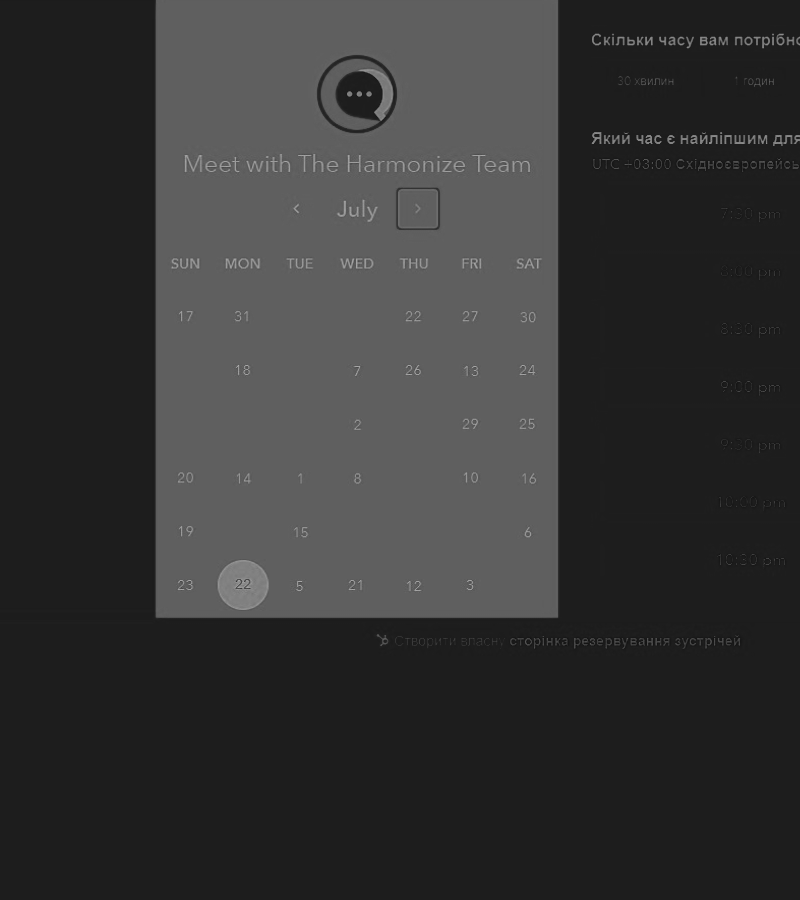 Meet with The Harmonize Team
July
SUN MON TUE WED THU FRI SAT
17 31 22 27 30
18 7 26 13 24
2 29 25
20 14 1 8 10 16
19 15 6
23 22 5 21 12 3
Скільки часу вам потрібно
30 хвилин 1 годин
Який час є найліпшим для
UTC +03:00 Східноєвропейсь
7:30 pm
8:00 pm
8:30 pm
9:00 pm
9:30 pm
10:00 pm
10:30 pm
Створити власну сторінка резервування зустрічей